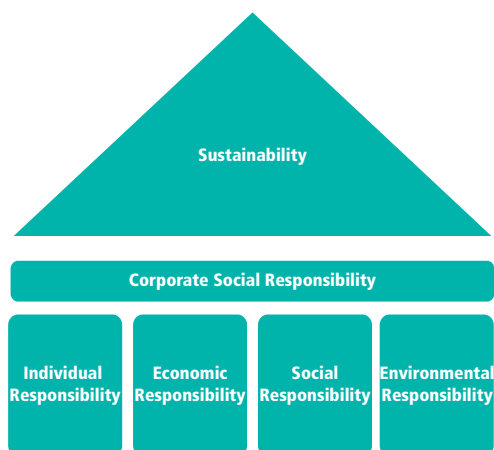 Sustainability
Corporate Social Responsibility
Individual
Responsibility
Economic
Responsibility
Social
Responsibility
Environmental
Responsibility